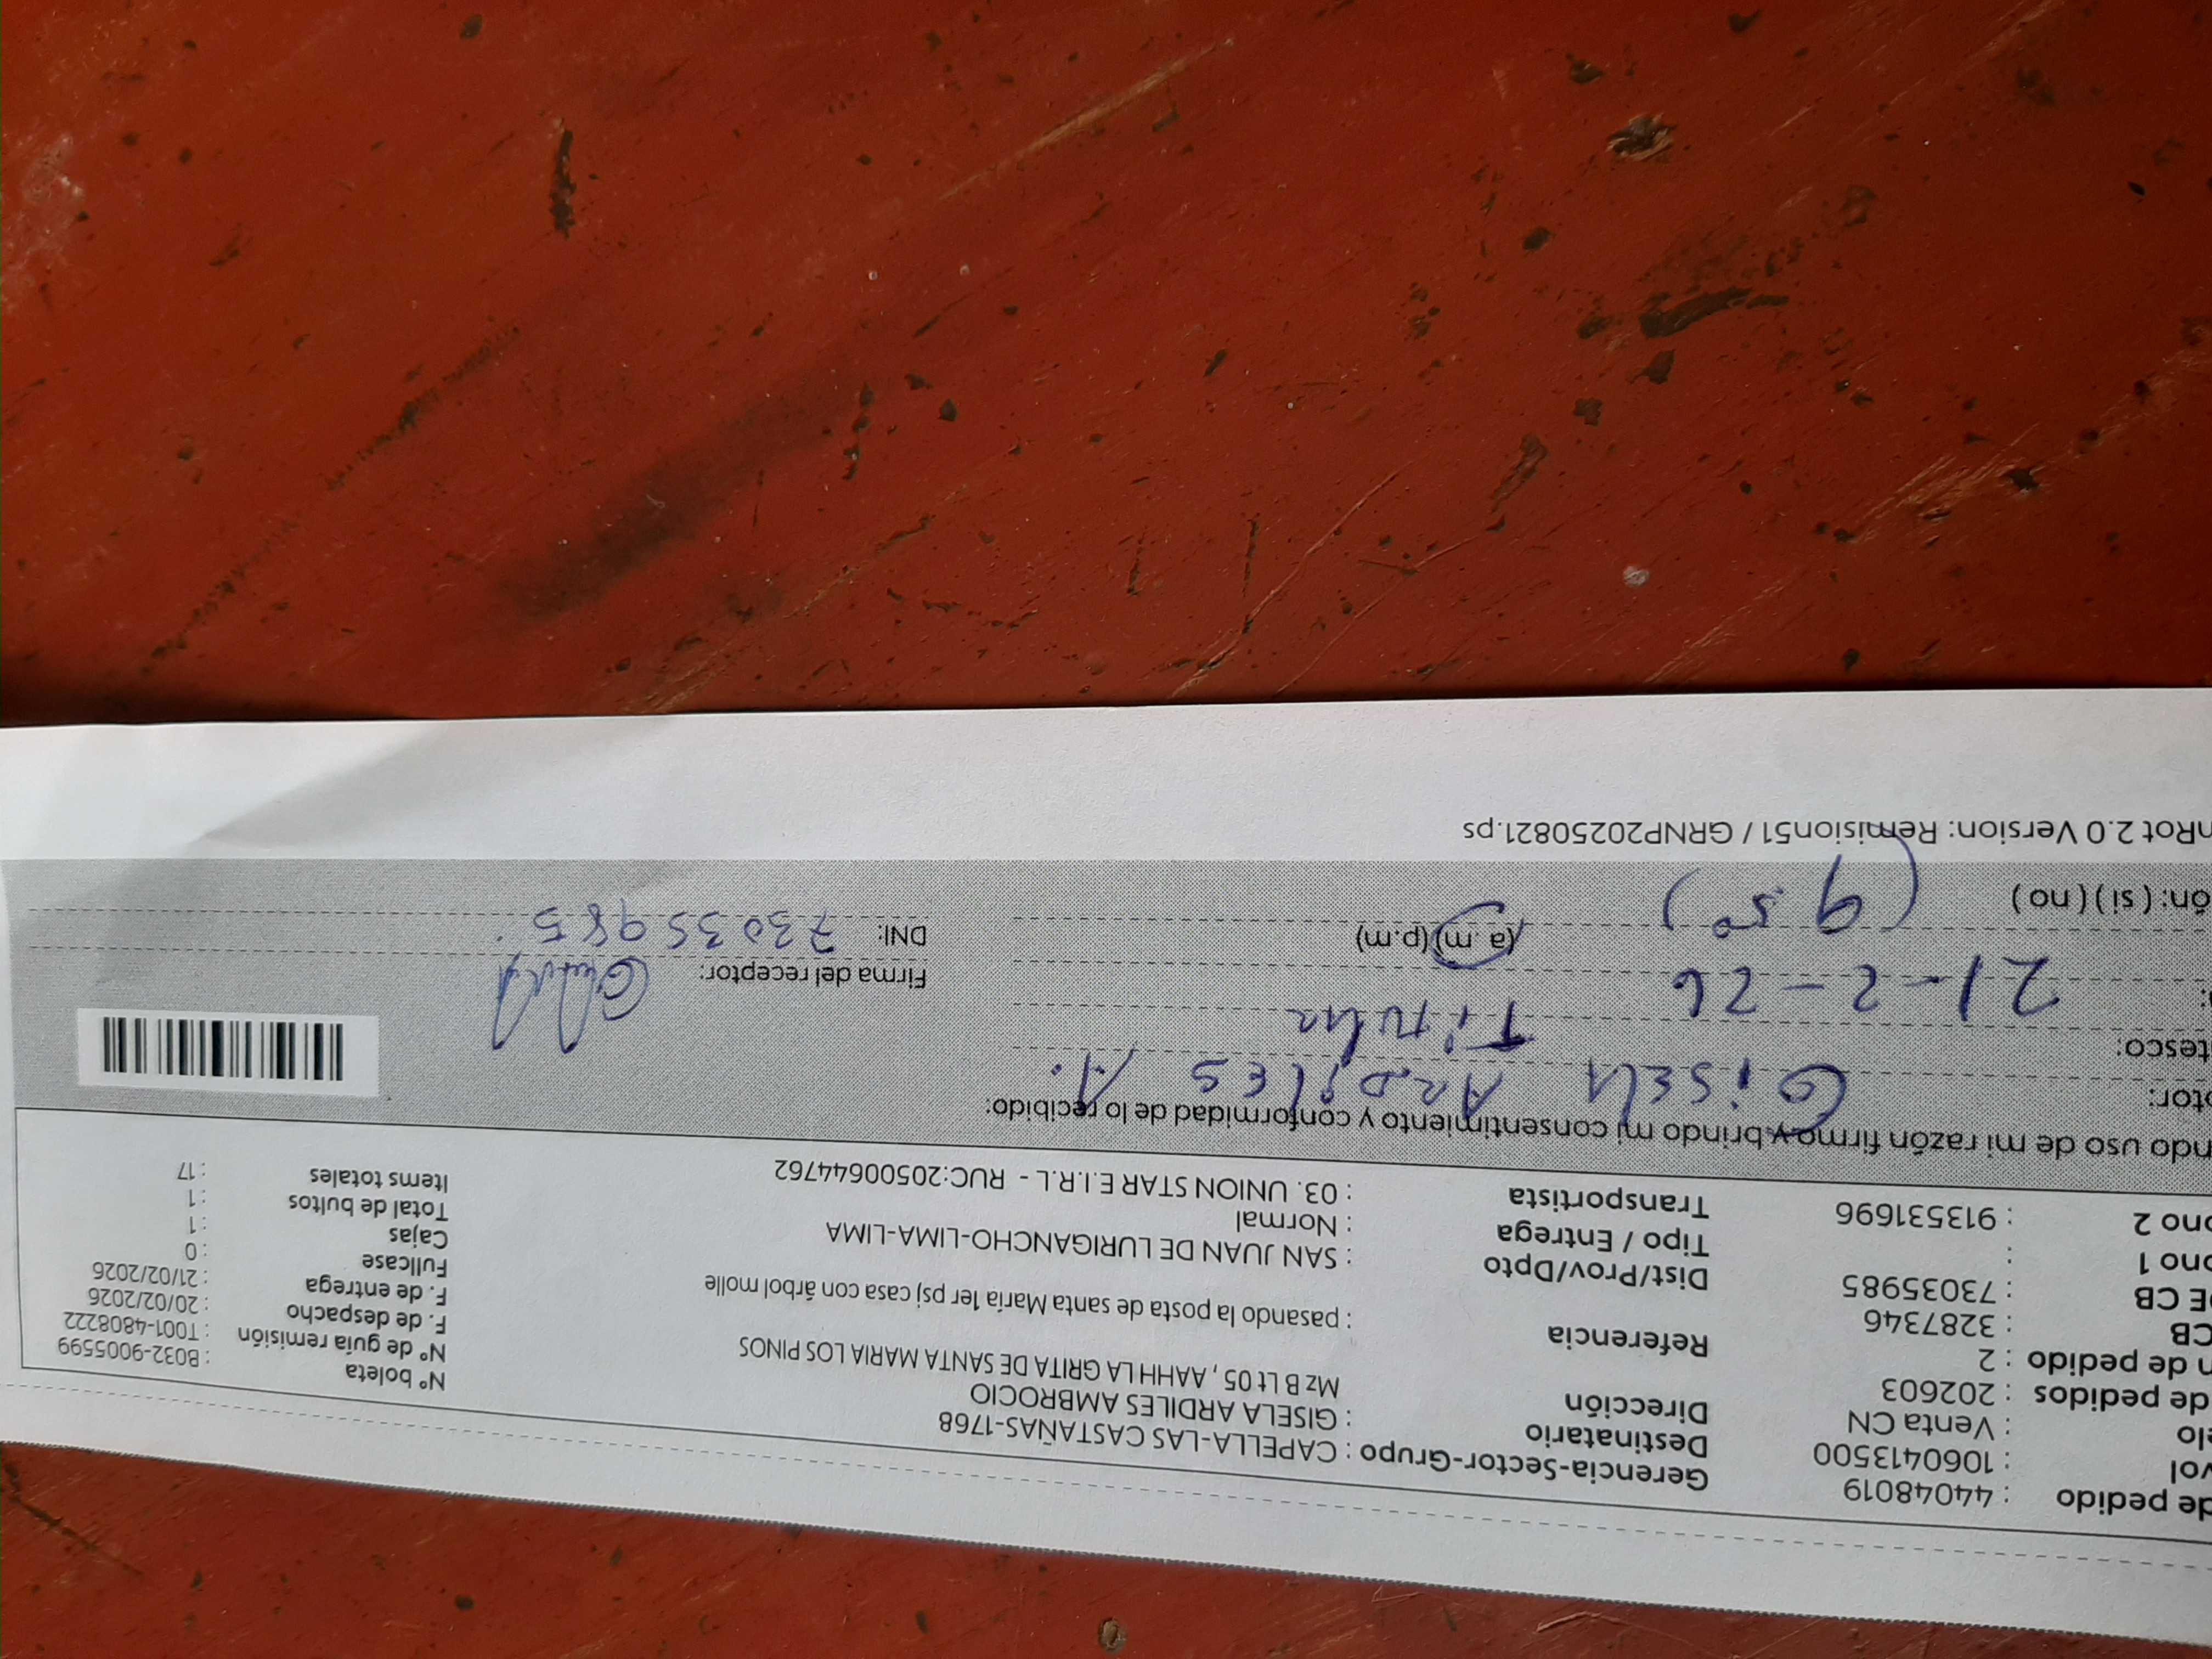 de pedido : 44048019 Gerencia-Sector-Grupo : CAPELLA-LAS CASTAÑAS-1768 N° boleta : B032-9005599
vol : 1060413500 Destinatario : GISELA ARDILES AMBROCIO N° de guía remisión : T001-4808222
elo : Venta CN Dirección Mz B Lt 05 , AAHH LA GRITA DE SANTA MARIA LOS PINOS F. de despacho : 20/02/2026
de pedidos : 202603 F. de entrega : 21/02/2026
n de pedido : 2 Referencia : pasando la posta de santa María 1er psj casa con árbol molle Fullcase : 0
CB : 3287346 Dist/Prov/Dpto : SAN JUAN DE LURIGANCHO-LIMA-LIMA Cajas : 1
DE CB : 73035985 Tipo / Entrega : Normal Total de bultos : 1
ono 1 : Transportista : 03. UNION STAR E.I.R.L - RUC:20500644762 Items totales : 17
ono 2 : 913531696
ndo uso de mi razón firmo y brindo mi consentimiento y conformidad de lo recibido:
ptor: GisELA ARDiLES A.
tesco: Titular
: 21-2-26 Firma del receptor:
(a.m)(p.m) DNI: 73035985
ón: ( si ) ( no ) (9 50)
nRot 2.0 Version: Remision51 / GRNP20250821.ps